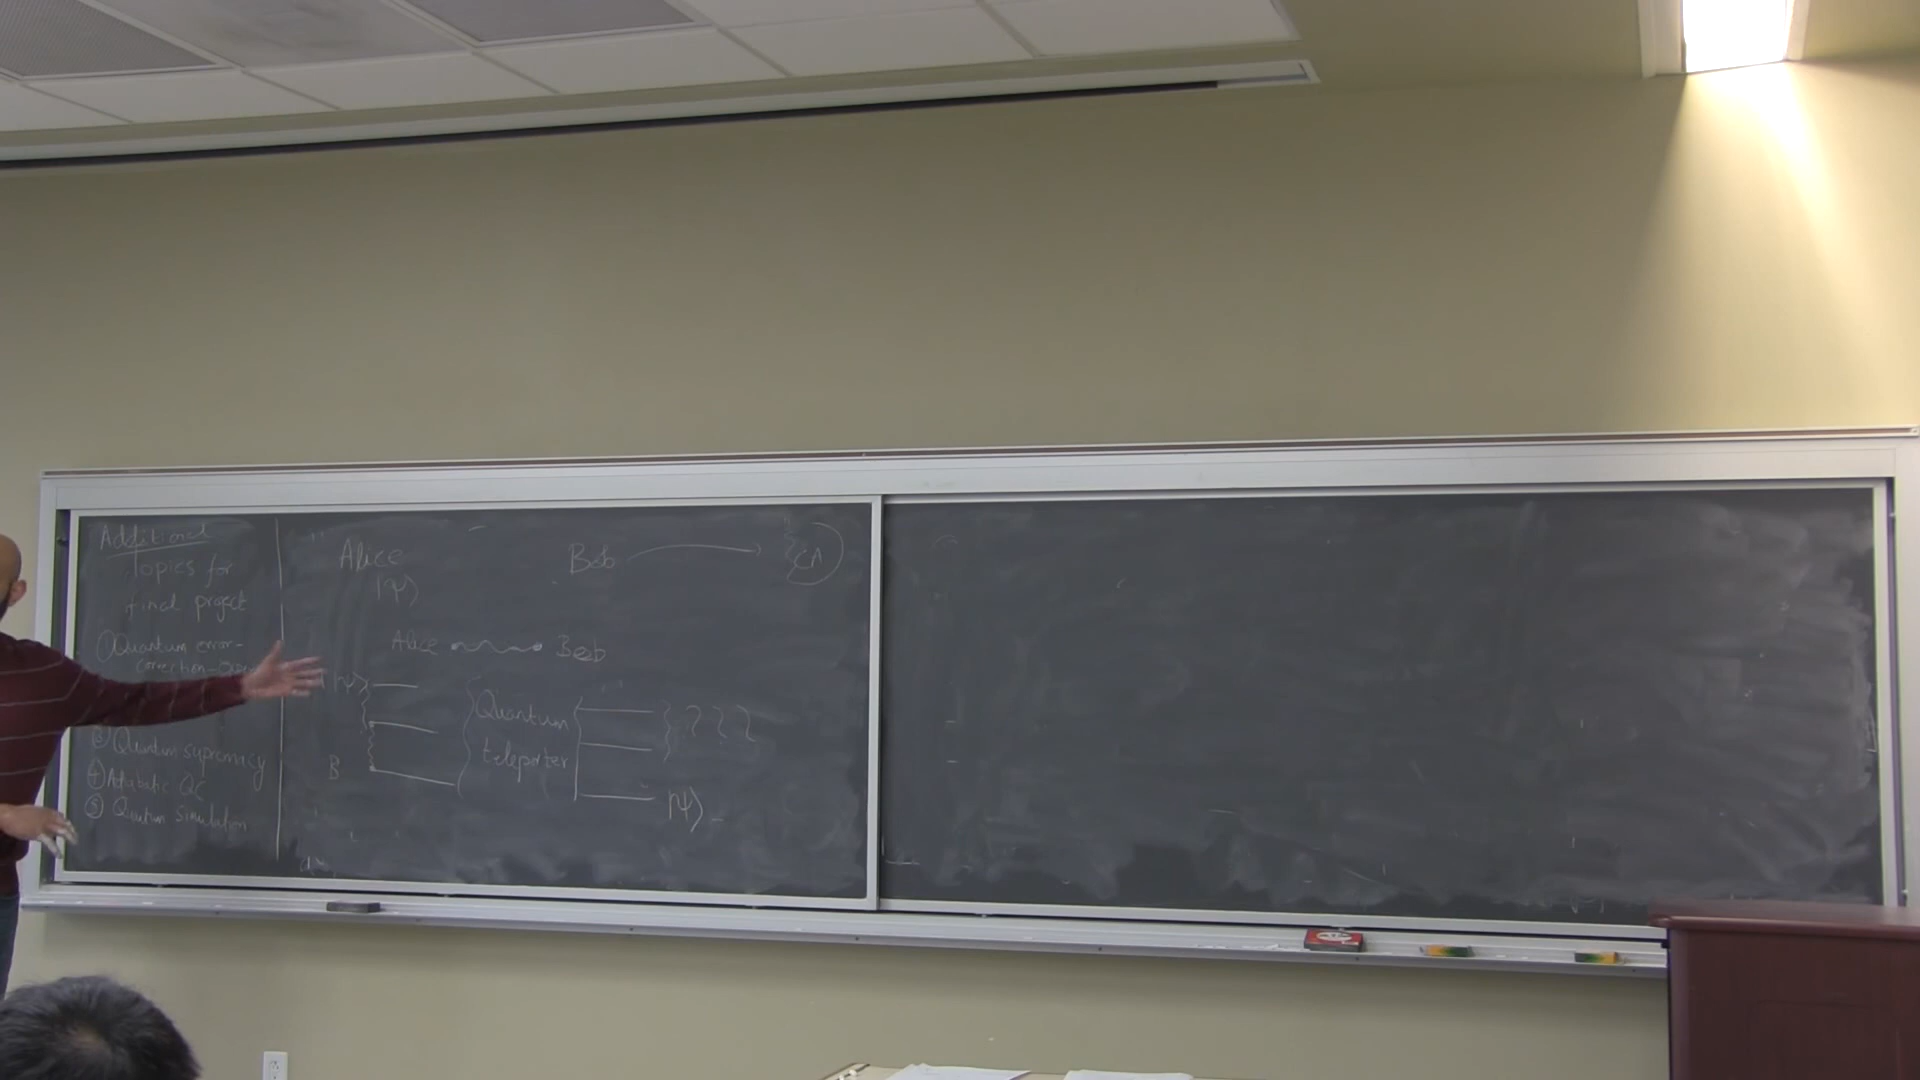 Additional
Topics for
final project
① Quantum error-
correction-
Quantum supremacy
④ Adiabatic QC
⑤ Quantum Simulation
Alice
|ψ⟩
Bob
CA
Alice Bob
|ψ⟩
B
Quantum
teleporter
???
|ψ⟩